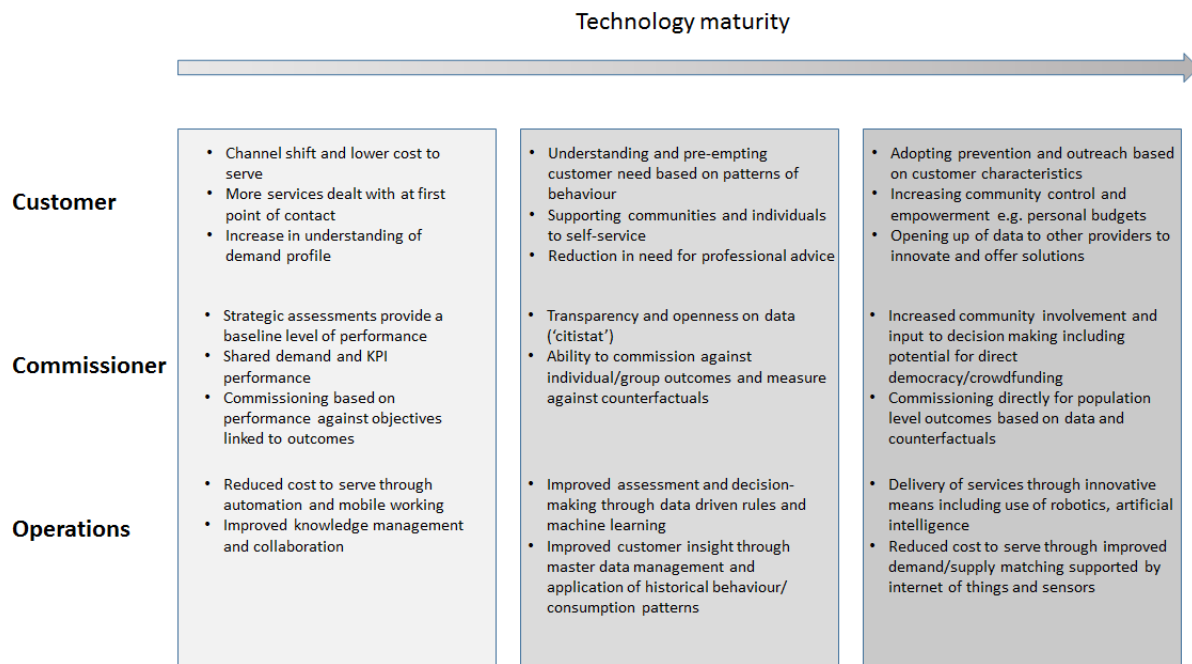 Technology maturity
Customer
• Channel shift and lower cost to
serve
• More services dealt with at first
point of contact
• Increase in understanding of
demand profile
• Understanding and pre-empting
customer need based on patterns of
behaviour
• Supporting communities and individuals
to self-service
• Reduction in need for professional advice
• Adopting prevention and outreach based
on customer characteristics
• Increasing community control and
empowerment e.g. personal budgets
• Opening up of data to other providers to
innovate and offer solutions
Commissioner
• Strategic assessments provide a
baseline level of performance
• Shared demand and KPI
performance
• Commissioning based on
performance against objectives
linked to outcomes
• Transparency and openness on data
(‘citistat’)
• Ability to commission against
individual/group outcomes and measure
against counterfactuals
• Increased community involvement and
input to decision making including
potential for direct
democracy/crowdfunding
• Commissioning directly for population
level outcomes based on data and
counterfactuals
Operations
• Reduced cost to serve through
automation and mobile working
• Improved knowledge management
and collaboration
• Improved assessment and decision-
making through data driven rules and
machine learning
• Improved customer insight through
master data management and
application of historical behaviour/
consumption patterns
• Delivery of services through innovative
means including use of robotics, artificial
intelligence
• Reduced cost to serve through improved
demand/supply matching supported by
internet of things and sensors